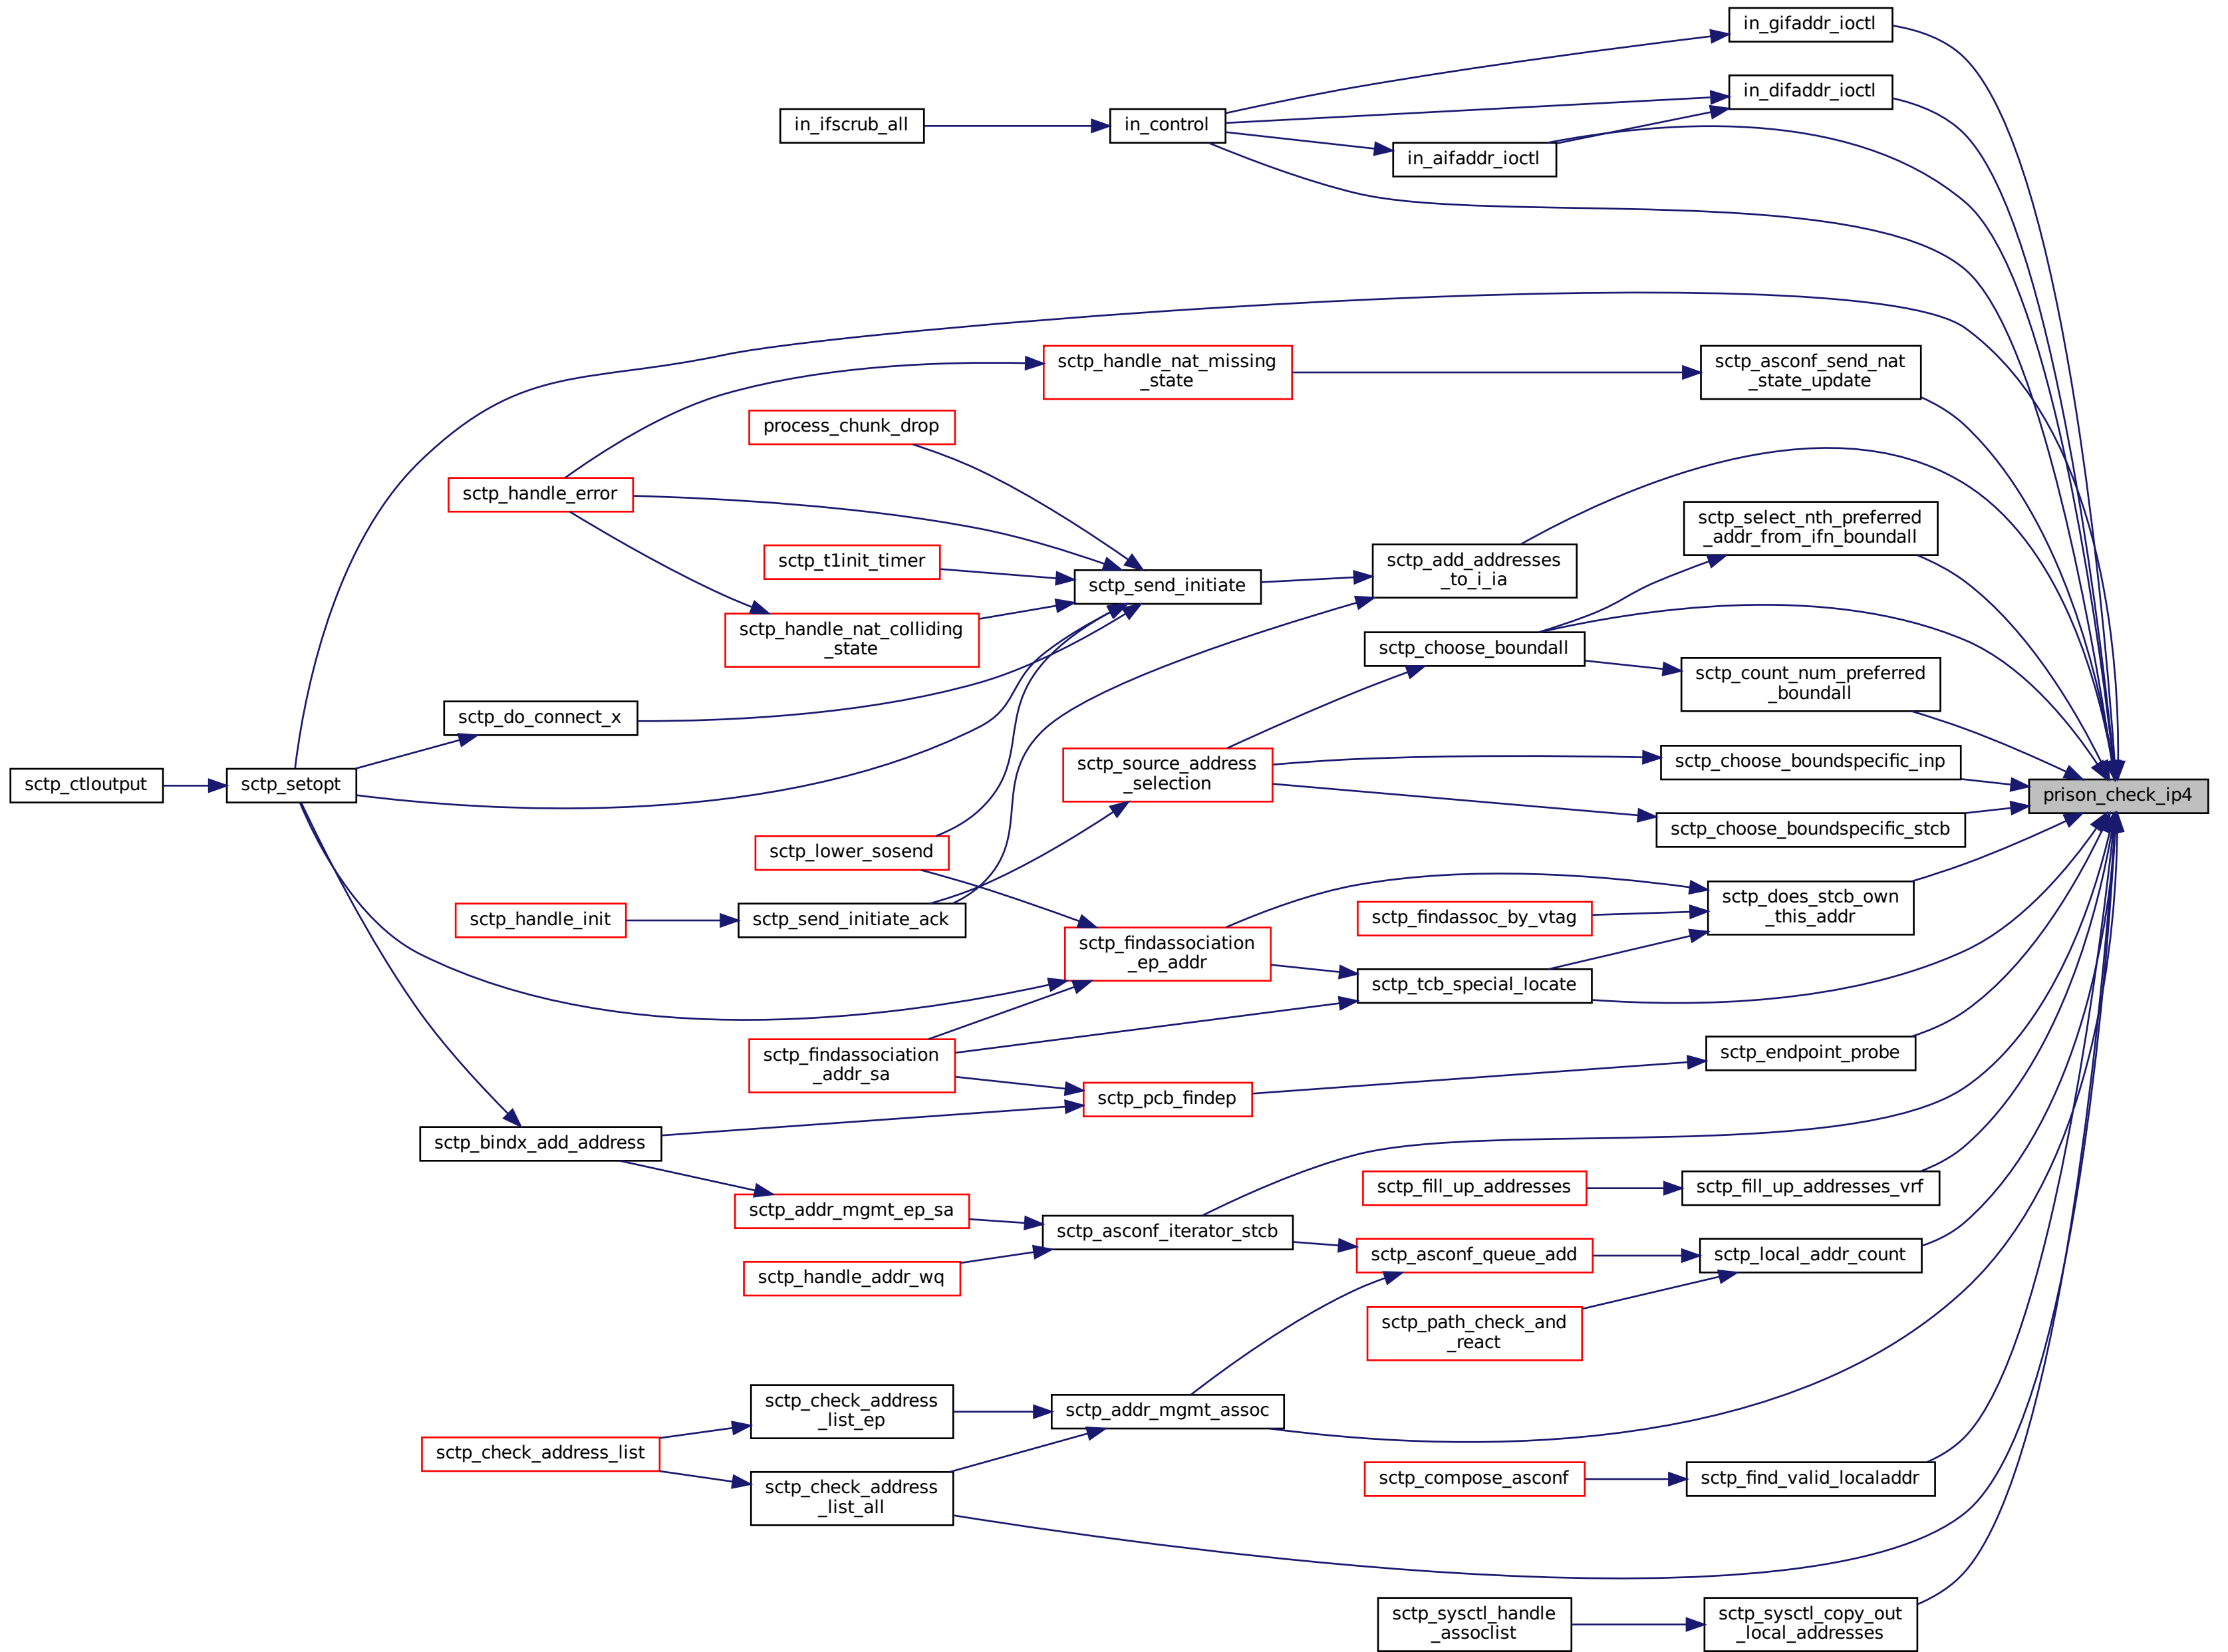 in_gifaddr_ioctl
in_difaddr_ioctl
in_ifscrub_all
in_control
in_aifaddr_ioctl
sctp_handle_nat_missing
_state
sctp_asconf_send_nat
_state_update
process_chunk_drop
sctp_handle_error
sctp_select_nth_preferred
_addr_from_ifn_boundall
sctp_t1init_timer
sctp_send_initiate
sctp_add_addresses
_to_i_ia
sctp_handle_nat_colliding
_state
sctp_choose_boundall
sctp_count_num_preferred
_boundall
sctp_do_connect_x
sctp_source_address
_selection
sctp_choose_boundspecific_inp
sctp_ctloutput
sctp_setopt
prison_check_ip4
sctp_choose_boundspecific_stcb
sctp_lower_sosend
sctp_does_stcb_own
_this_addr
sctp_handle_init
sctp_send_initiate_ack
sctp_findassoc_by_vtag
sctp_findassociation
_ep_addr
sctp_tcb_special_locate
sctp_findassociation
_addr_sa
sctp_endpoint_probe
sctp_pcb_findep
sctp_bindx_add_address
sctp_fill_up_addresses
sctp_fill_up_addresses_vrf
sctp_addr_mgmt_ep_sa
sctp_asconf_iterator_stcb
sctp_asconf_queue_add
sctp_local_addr_count
sctp_handle_addr_wq
sctp_path_check_and
_react
sctp_check_address
_list_ep
sctp_addr_mgmt_assoc
sctp_check_address_list
sctp_check_address
_list_all
sctp_compose_asconf
sctp_find_valid_localaddr
sctp_sysctl_handle
_assoclist
sctp_sysctl_copy_out
_local_addresses